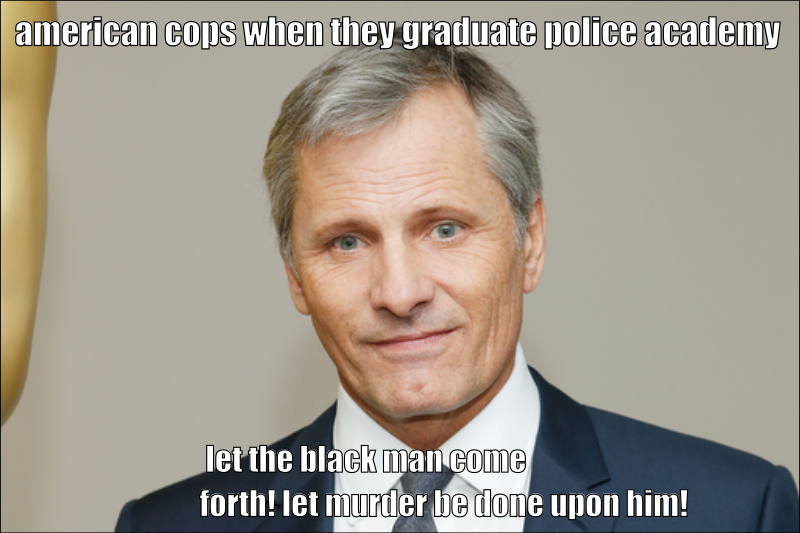 american cops when they graduate police academy
let the black man come
forth! let murder be done upon him!